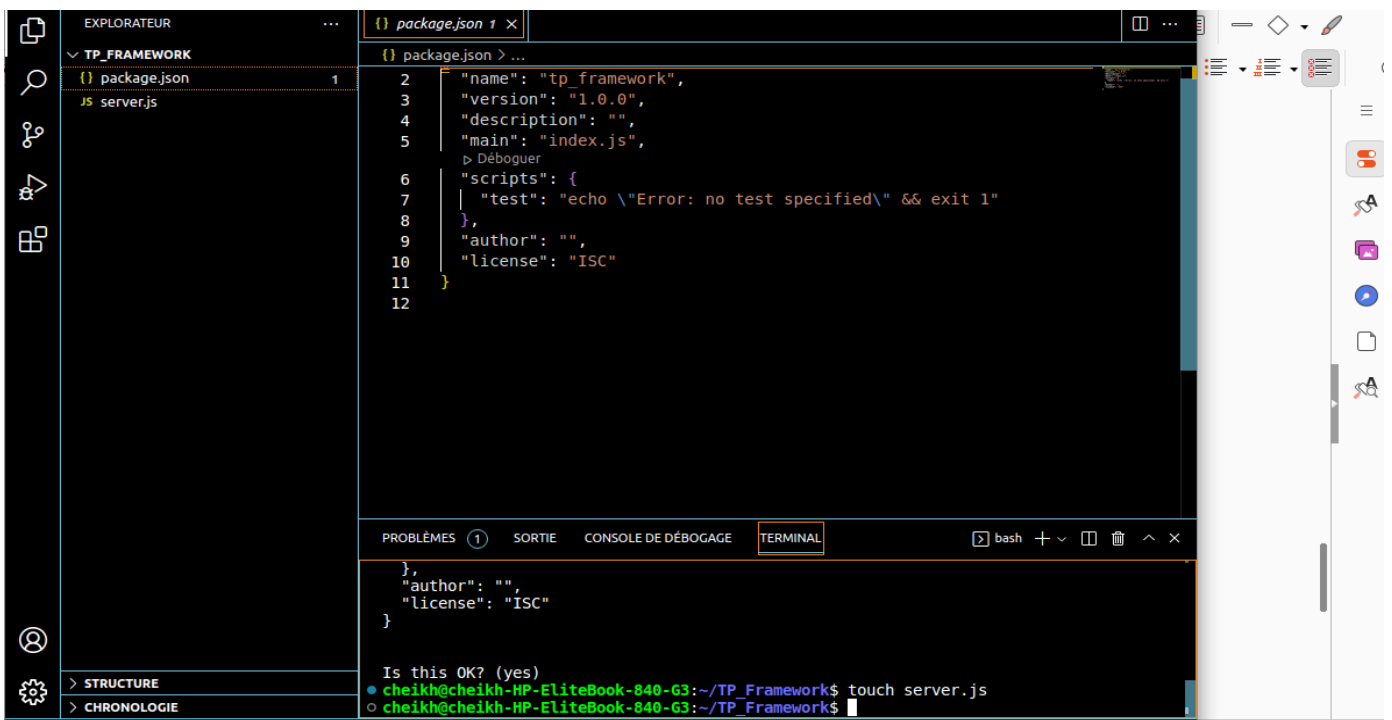 EXPLORATEUR
TP_FRAMEWORK
{} package.json 1
JS server.js
STRUCTURE
CHRONOLOGIE
{} package.json 1
{} package.json > ...
2 "name": "tp_framework",
3 "version": "1.0.0",
4 "description": "",
5 "main": "index.js",
Déboguer
6 "scripts": {
7 "test": "echo \"Error: no test specified\" && exit 1"
8 },
9 "author": "",
10 "license": "ISC"
11 }
12
PROBLÈMES 1 SORTIE CONSOLE DE DÉBOGAGE TERMINAL bash
},
"author": "",
"license": "ISC"
}
Is this OK? (yes)
cheikh@cheikh-HP-EliteBook-840-G3:~/TP_Framework$ touch server.js
cheikh@cheikh-HP-EliteBook-840-G3:~/TP_Framework$